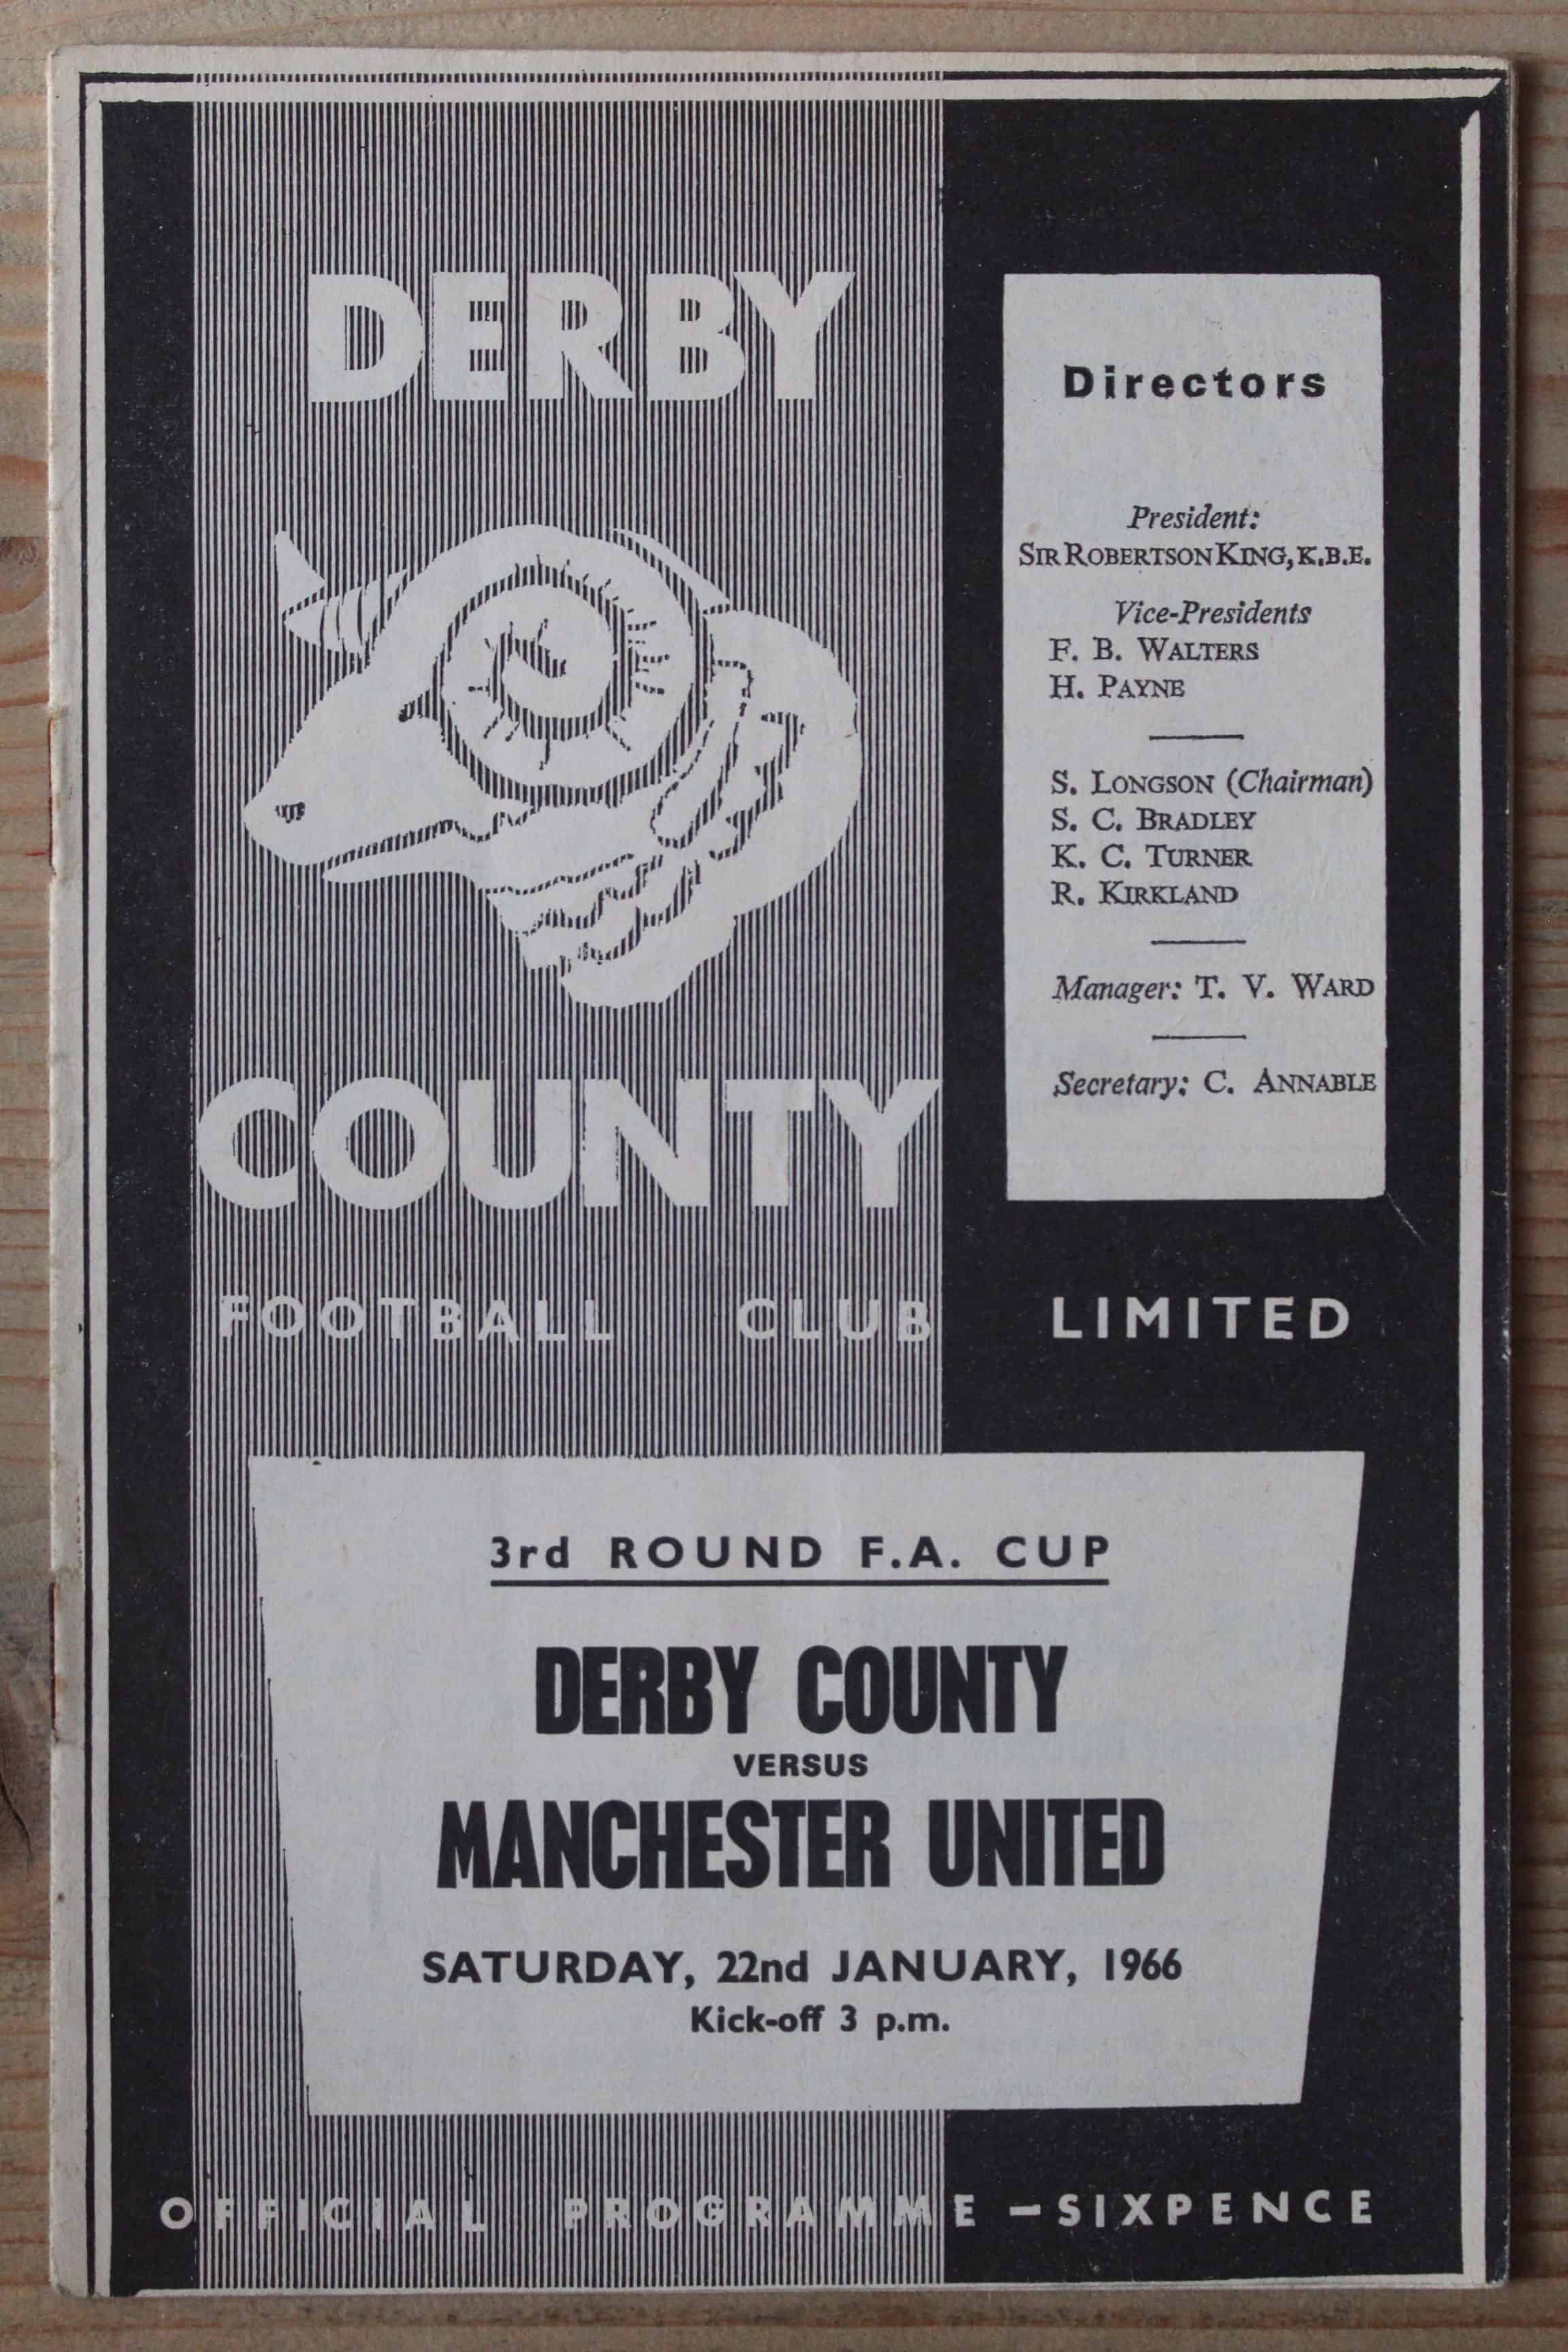 DERBY
COUNTY
FOOTBALL CLUB LIMITED
Directors
President:
SIR ROBERTSON KING, K.B.E.
Vice-Presidents
F. B. WALTERS
H. PAYNE
S. LONGSON (Chairman)
S. C. BRADLEY
K. C. TURNER
R. KIRKLAND
Manager: T. V. WARD
Secretary: C. ANNABLE
3rd ROUND F.A. CUP
DERBY COUNTY
VERSUS
MANCHESTER UNITED
SATURDAY, 22nd JANUARY, 1966
Kick-off 3 p.m.
OFFICIAL PROGRAMME – SIXPENCE